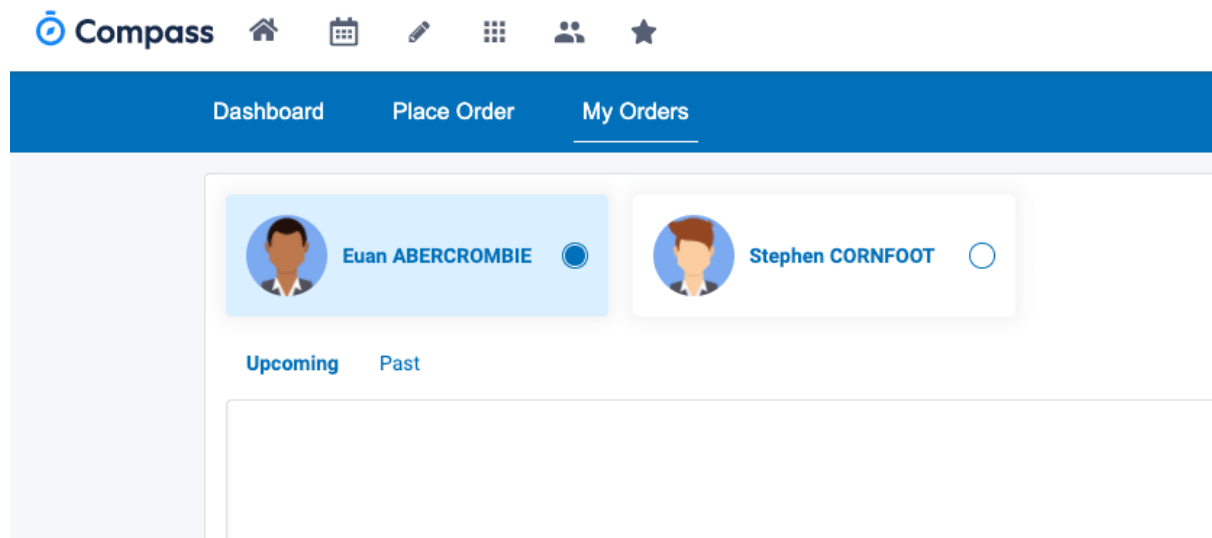 Compass
Dashboard Place Order My Orders
Euan ABERCROMBIE Stephen CORNFOOT
Upcoming Past